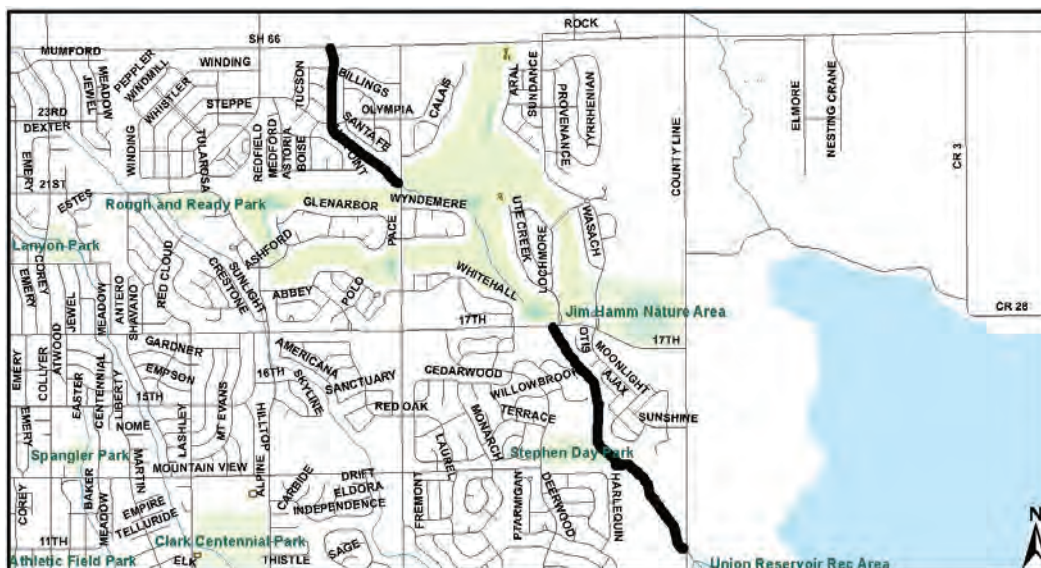 ROCK
SH 66
MUMFORD
WINDING
PEPPLER
WINDMILL
MEADOW
JEWEL
WHISTLER
TUCSON
BILLINGS
STEPPE
OLYMPIA
CALAIS
ARAL
SUNDANCE
PROVENANCE
TYRRHENIAN
ELMORE
NESTING CRANE
CR 3
COUNTY LINE
23RD
DEXTER
SANTA FE
WINDING
TULAROSA
REDFIELD
MEDFORD
ASTORIA
BOISE
EMERY
21ST
ESTES
Rough and Ready Park
GLENARBOR
WYNDEMERE
PACE
UTE CREEK
LOCHMORE
WASACH
Lanyon Park
ASHFORD
COREY
EMERY
RED CLOUD
SUNLIGHT
CRESTONE
WHITEHALL
ABBEY
POLO
JEWEL
MEADOW
ANTERO
SHAVANO
Jim Hamm Nature Area
CR 26
17TH
17TH
ATWOOD
COLLYER
EMERY
GARDNER
AMERICANA
OTIS
MOONLIGHT
AJAX
EASTER
CENTENNIAL
LIBERTY
EMPSON
16TH
SANCTUARY
CEDARWOOD
WILLOWBROOK
15TH
SKYLINE
RED OAK
TERRACE
SUNSHINE
EMERY
NOME
LASHLEY
MT EVANS
HILLTOP
MONARCH
LAUREL
Spangler Park
Stephen Day Park
MARTIN
MOUNTAIN VIEW
ALPINE
CARBIDE
DRIFT
ELDORA
INDEPENDENCE
FREMONT
PTARMIGAN
DEERWOOD
HARLEQUIN
COREY
BAKER
MEADOW
EMPIRE
TELLURIDE
11TH
Clark Centennial Park
SAGE
N
Athletic Field Park
ELK
THISTLE
Union Reservoir Rec Area